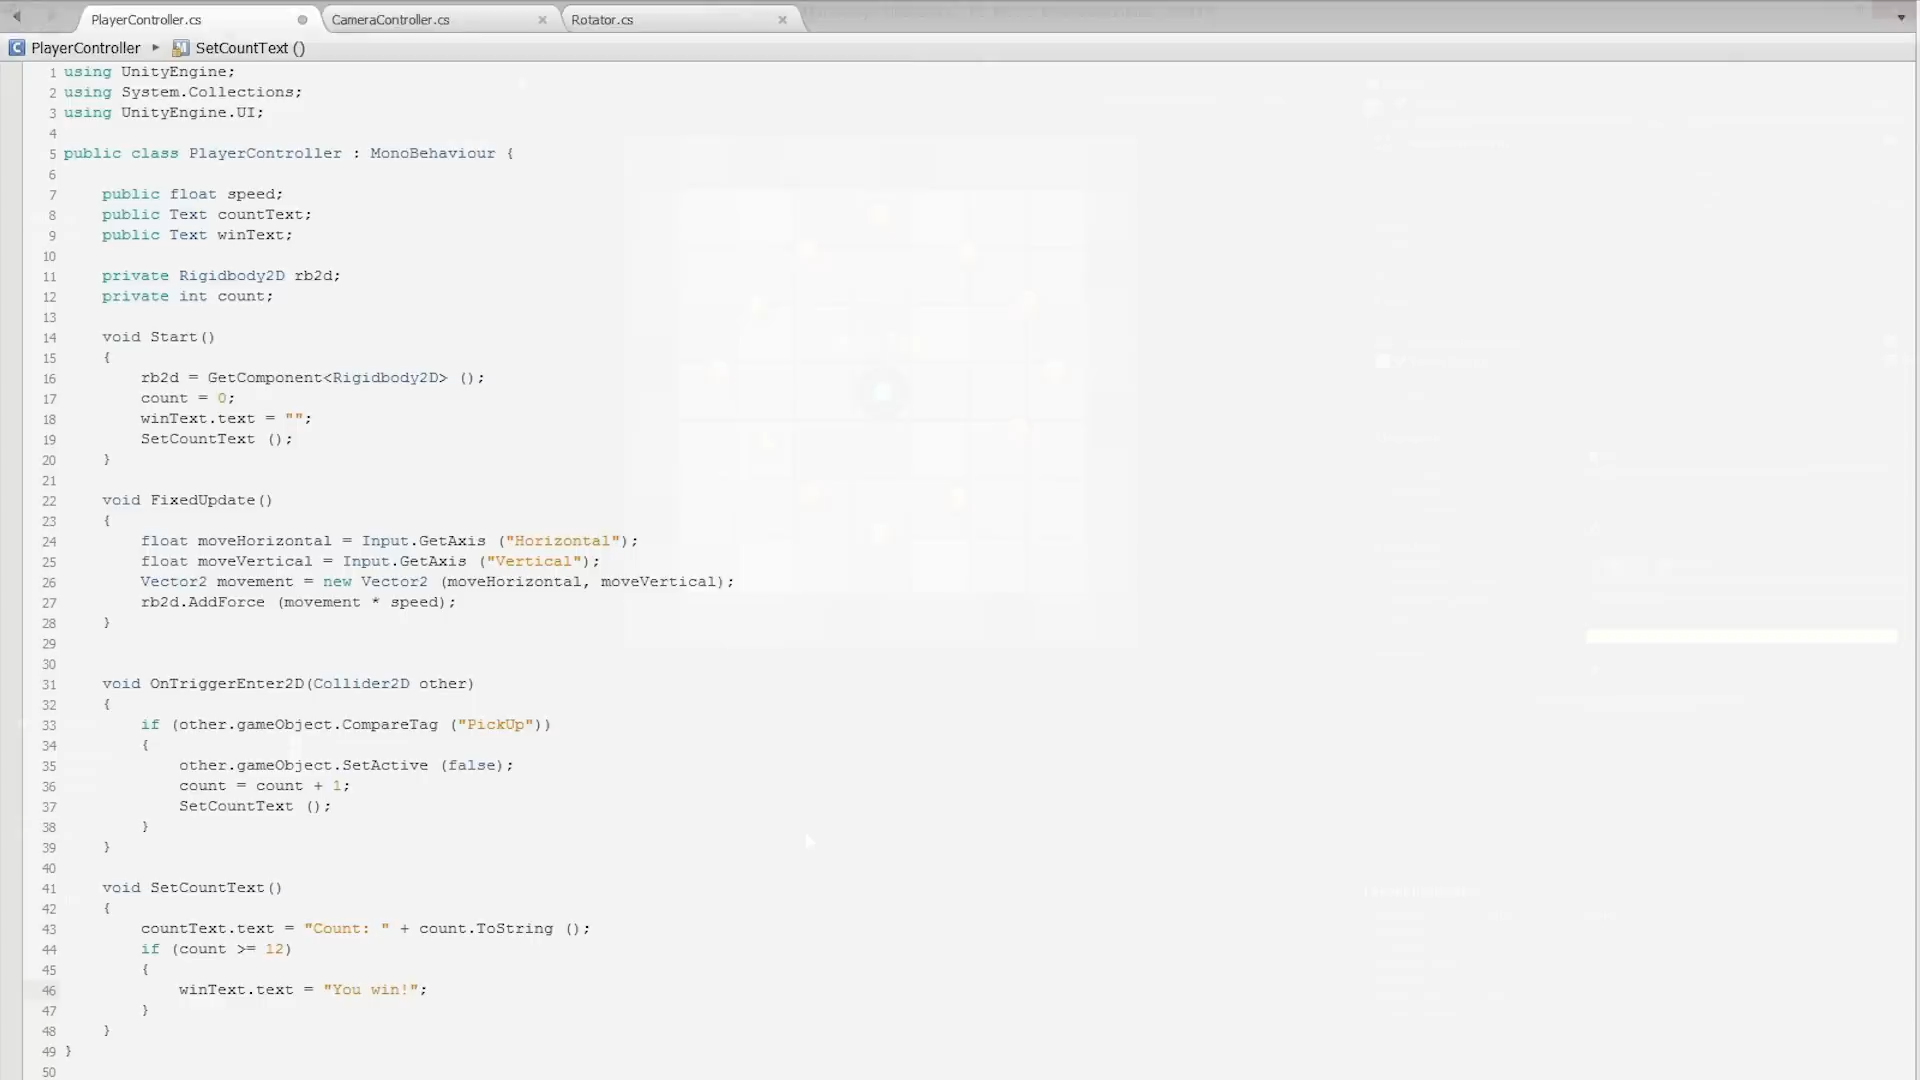 PlayerController.cs
CameraController.cs
Rotator.cs
PlayerController
SetCountText ()
1 using UnityEngine;
2 using System.Collections;
3 using UnityEngine.UI;
4
5 public class PlayerController : MonoBehaviour {
6
7     public float speed;
8     public Text countText;
9     public Text winText;
10
11     private Rigidbody2D rb2d;
12     private int count;
13
14     void Start()
15     {
16         rb2d = GetComponent<Rigidbody2D> ();
17         count = 0;
18         winText.text = "";
19         SetCountText ();
20     }
21
22     void FixedUpdate()
23     {
24         float moveHorizontal = Input.GetAxis ("Horizontal");
25         float moveVertical = Input.GetAxis ("Vertical");
26         Vector2 movement = new Vector2 (moveHorizontal, moveVertical);
27         rb2d.AddForce (movement * speed);
28     }
29
30
31     void OnTriggerEnter2D(Collider2D other)
32     {
33         if (other.gameObject.CompareTag ("PickUp"))
34         {
35             other.gameObject.SetActive (false);
36             count = count + 1;
37             SetCountText ();
38         }
39     }
40
41     void SetCountText()
42     {
43         countText.text = "Count: " + count.ToString ();
44         if (count >= 12)
45         {
46             winText.text = "You win!";
47         }
48     }
49 }
50